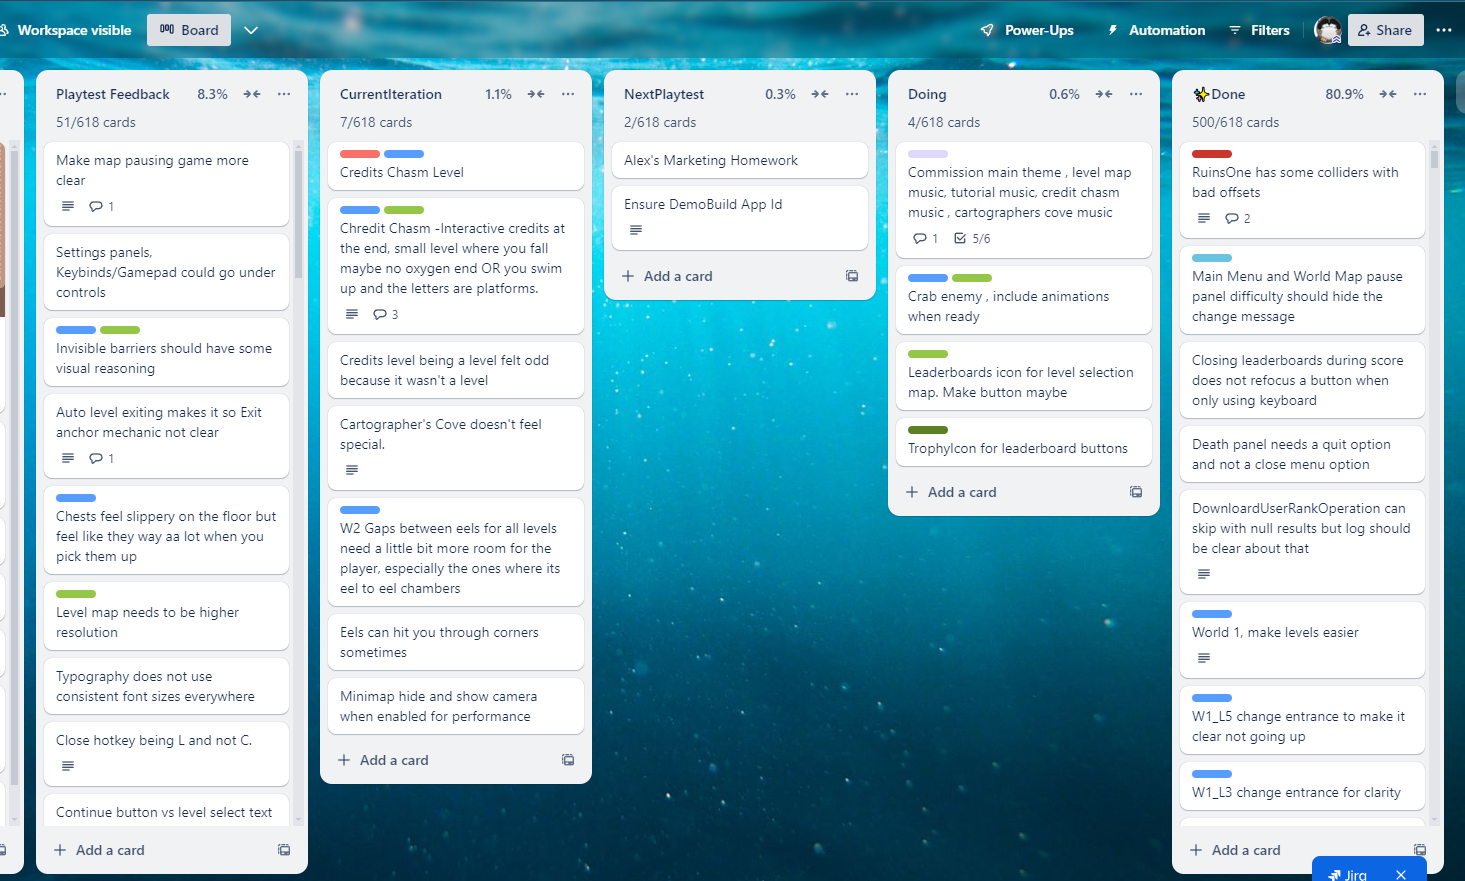 Workspace visible
Board
Power-Ups
Automation
Filters
Share
Playtest Feedback 8.3%
51/618 cards
Make map pausing game more
clear
1
Settings panels,
Keybinds/Gamepad could go under
controls
Invisible barriers should have some
visual reasoning
Auto level exiting makes it so Exit
anchor mechanic not clear
1
Chests feel slippery on the floor but
feel like they way aa lot when you
pick them up
Level map needs to be higher
resolution
Typography does not use
consistent font sizes everywhere
Close hotkey being L and not C.
Continue button vs level select text
Add a card
CurrentIteration 1.1%
7/618 cards
Credits Chasm Level
Chredit Chasm -Interactive credits at
the end, small level where you fall
maybe no oxygen end OR you swim
up and the letters are platforms.
3
Credits level being a level felt odd
because it wasn't a level
Cartographer's Cove doesn't feel
special.
W2 Gaps between eels for all levels
need a little bit more room for the
player, especially the ones where its
eel to eel chambers
Eels can hit you through corners
sometimes
Minimap hide and show camera
when enabled for performance
Add a card
NextPlaytest 0.3%
2/618 cards
Alex's Marketing Homework
Ensure DemoBuild App Id
Add a card
Doing 0.6%
4/618 cards
Commission main theme , level map
music, tutorial music, credit chasm
music , cartographers cove music
1 5/6
Crab enemy , include animations
when ready
Leaderboards icon for level selection
map. Make button maybe
TrophyIcon for leaderboard buttons
Add a card
✨Done 80.9%
500/618 cards
RuinsOne has some colliders with
bad offsets
2
Main Menu and World Map pause
panel difficulty should hide the
change message
Closing leaderboards during score
does not refocus a button when
only using keyboard
Death panel needs a quit option
and not a close menu option
DownloardUserRankOperation can
skip with null results but log should
be clear about that
World 1, make levels easier
W1_L5 change entrance to make it
clear not going up
W1_L3 change entrance for clarity
Add a card
Jira